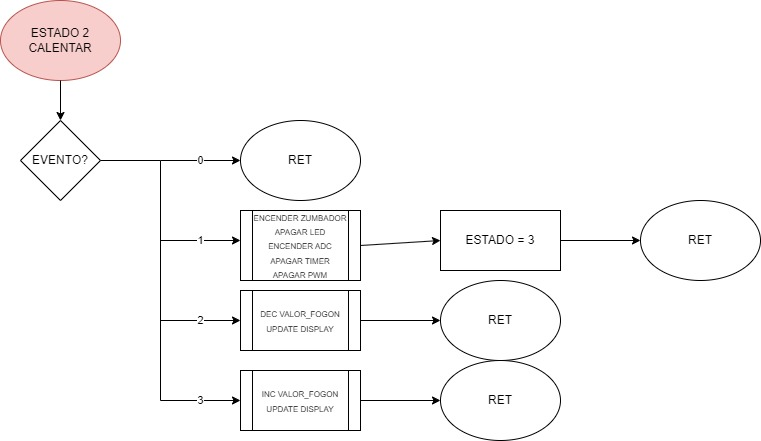 ESTADO 2
CALENTAR
EVENTO?
0
RET
1
ENCENDER ZUMBADOR
APAGAR LED
ENCENDER ADC
APAGAR TIMER
APAGAR PWM
ESTADO = 3
RET
2
DEC VALOR_FOGON
UPDATE DISPLAY
RET
3
INC VALOR_FOGON
UPDATE DISPLAY
RET